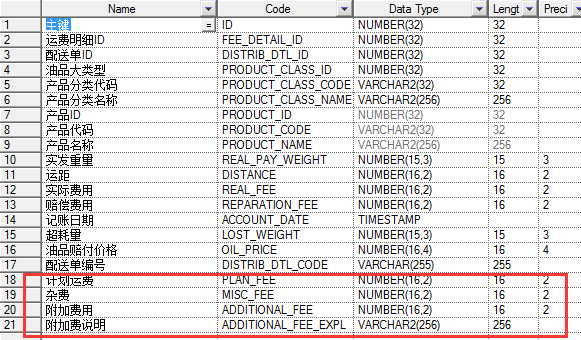 Name Code Data Type Lengt Preci
1 主键 = ID NUMBER(32) 32
2 运费明细ID FEE_DETAIL_ID NUMBER(32) 32
3 配送单ID DISTRIB_DTL_ID NUMBER(32) 32
4 油品大类型 PRODUCT_CLASS_ID NUMBER(32) 32
5 产品分类代码 PRODUCT_CLASS_CODE VARCHAR2(32) 32
6 产品分类名称 PRODUCT_CLASS_NAME VARCHAR2(256) 256
7 产品ID PRODUCT_ID NUMBER(32) 32
8 产品代码 PRODUCT_CODE VARCHAR2(32) 32
9 产品名称 PRODUCT_NAME VARCHAR2(256) 256
10 实发重量 REAL_PAY_WEIGHT NUMBER(15,3) 15 3
11 运距 DISTANCE NUMBER(16,2) 16 2
12 实际费用 REAL_FEE NUMBER(16,2) 16 2
13 赔偿费用 REPARATION_FEE NUMBER(16,2) 16 2
14 记账日期 ACCOUNT_DATE TIMESTAMP
15 超耗量 LOST_WEIGHT NUMBER(15,3) 15 3
16 油品赔付价格 OIL_PRICE NUMBER(16,4) 16 4
17 配送单编号 DISTRIB_DTL_CODE VARCHAR(255) 255
18 计划运费 PLAN_FEE NUMBER(16,2) 16 2
19 杂费 MISC_FEE NUMBER(16,2) 16 2
20 附加费用 ADDITIONAL_FEE NUMBER(16,2) 16 2
21 附加费说明 ADDITIONAL_FEE_EXPL VARCHAR2(256) 256